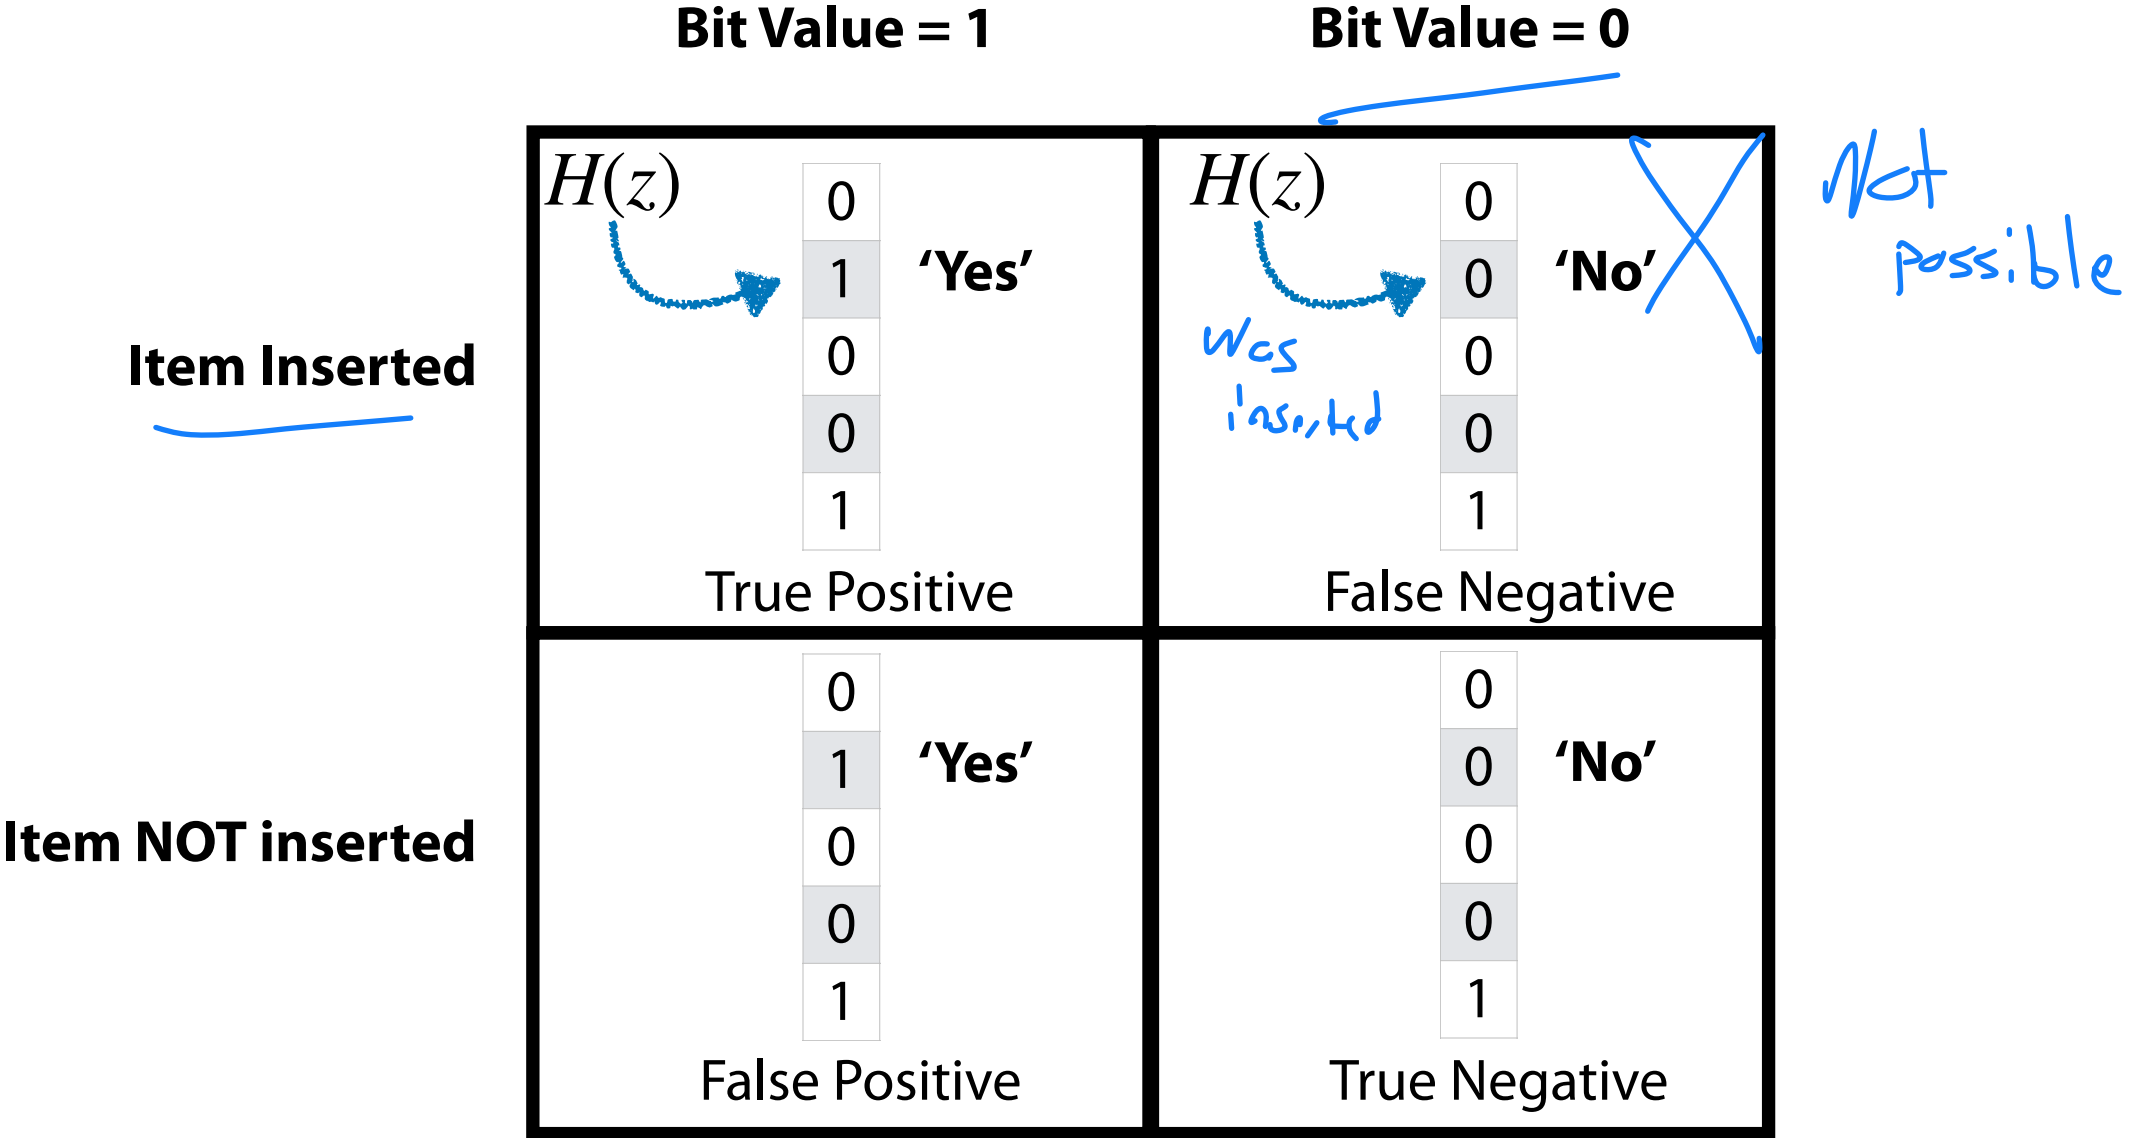 Bit Value = 1
Bit Value = 0
H(z)
0
1
0
0
1
'Yes'
True Positive
H(z)
0
0
0
0
1
'No'
was
inserted
False Negative
Not
possible
Item Inserted
0
1
0
0
1
'Yes'
False Positive
0
0
0
0
1
'No'
True Negative
Item NOT inserted